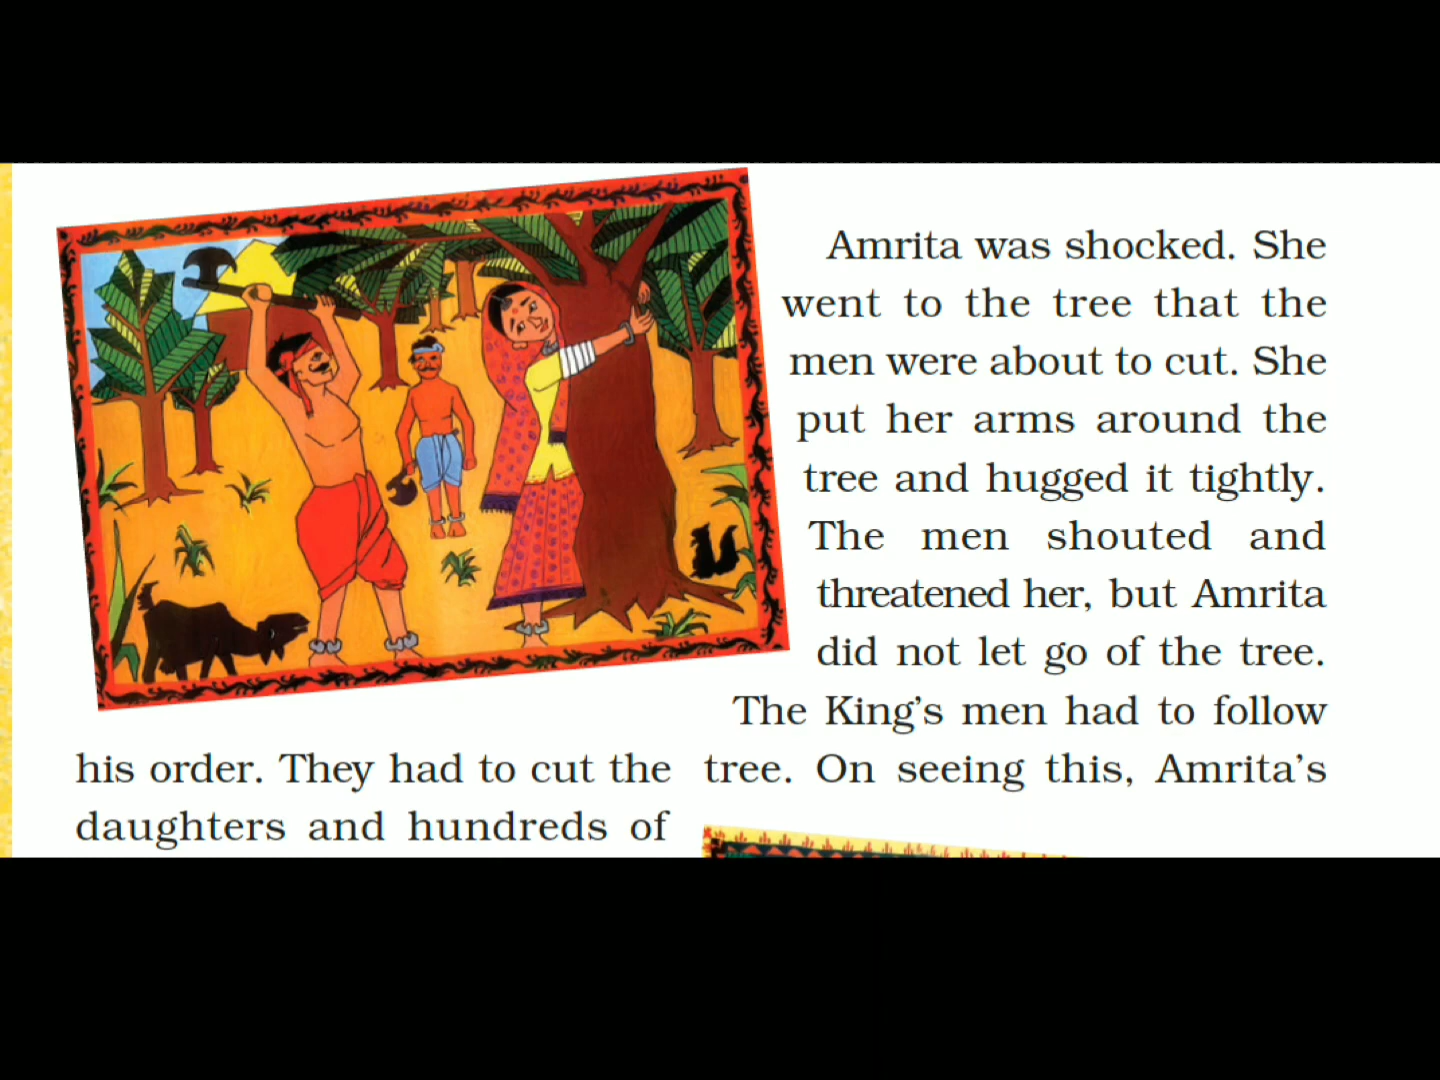 Amrita was shocked. She
went to the tree that the
men were about to cut. She
put her arms around the
tree and hugged it tightly.
The men shouted and
threatened her, but Amrita
did not let go of the tree.
The King’s men had to follow
his order. They had to cut the tree. On seeing this, Amrita’s
daughters and hundreds of